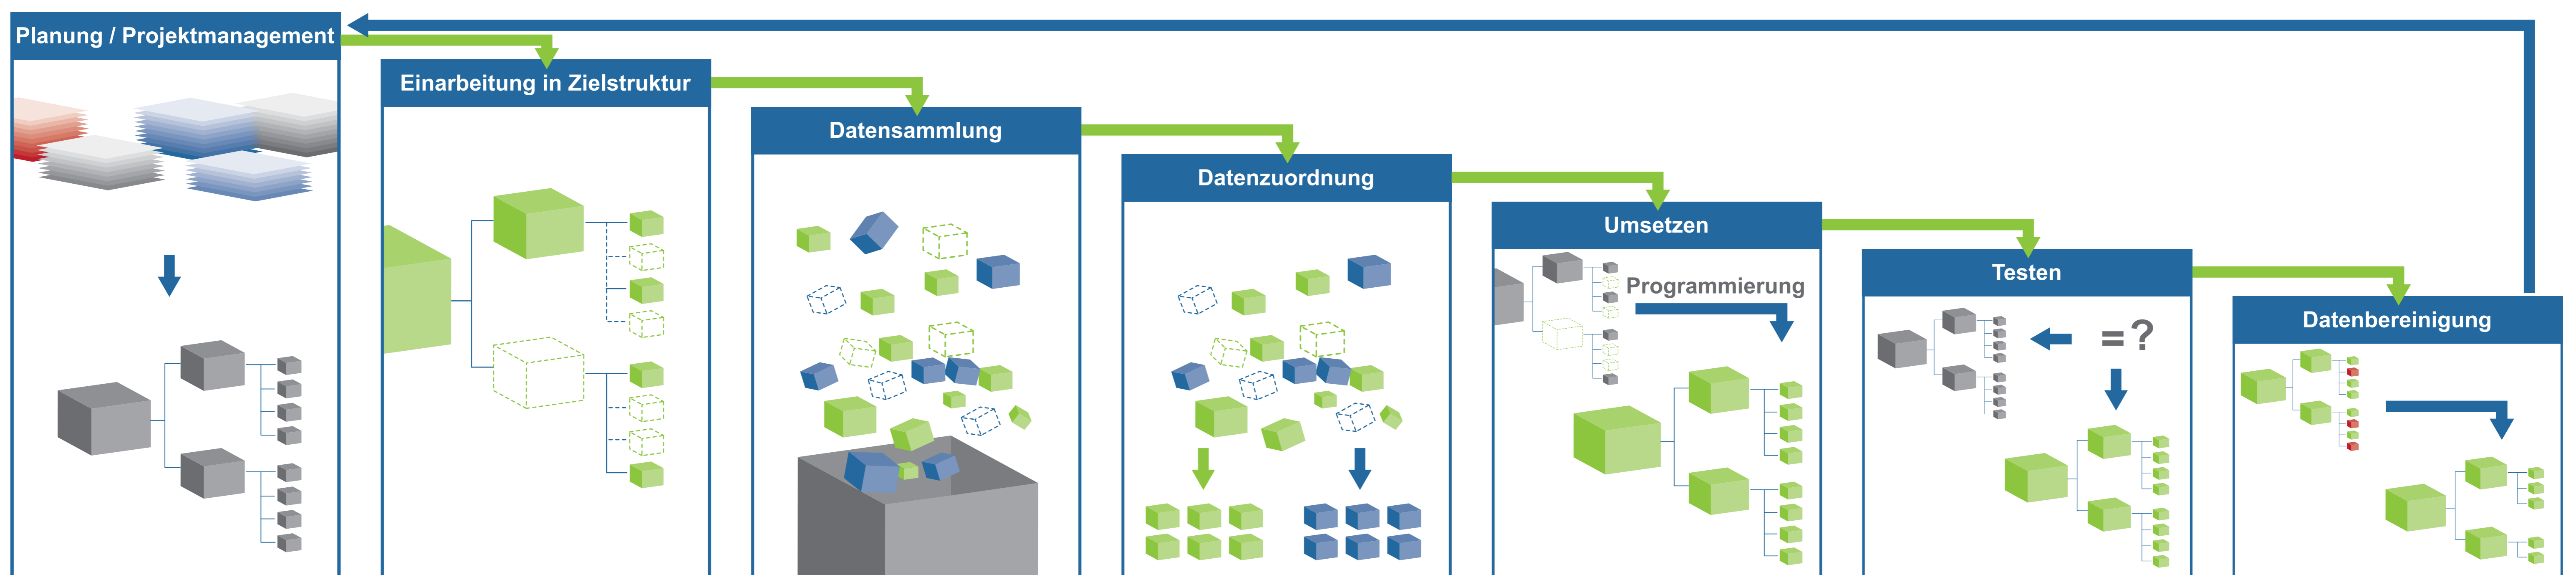 Planung / Projektmanagement
Einarbeitung in Zielstruktur
Datensammlung
Datenzuordnung
Umsetzen
Programmierung
Testen
= ?
Datenbereinigung